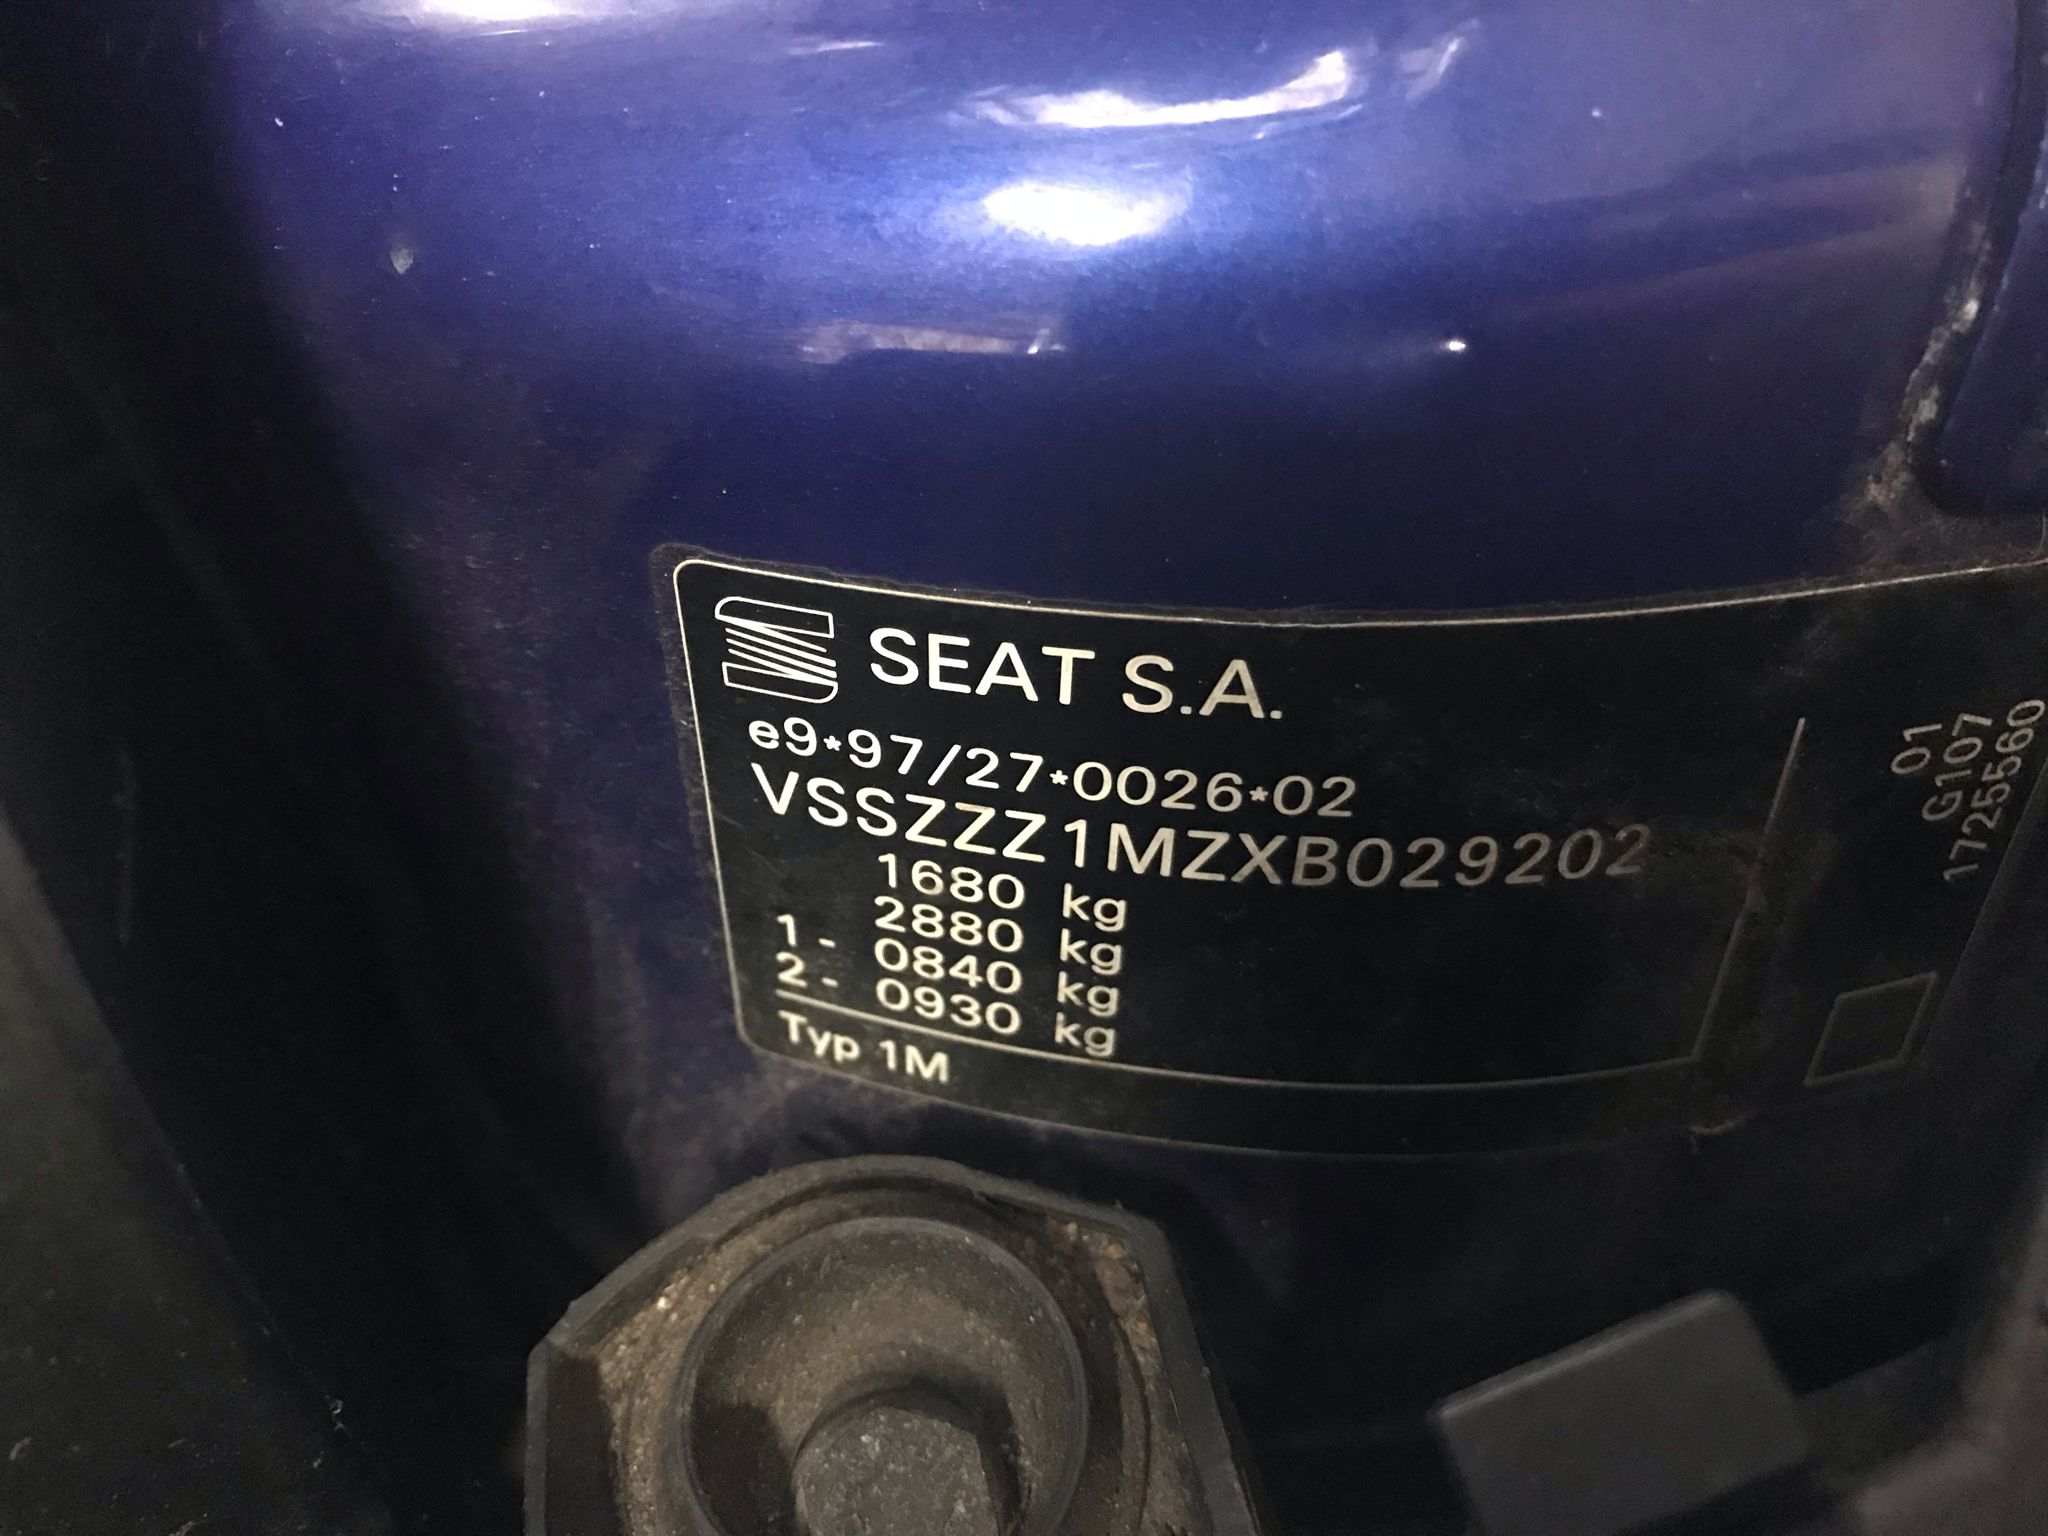 SEAT S.A.
e9*97/27*0026*02
VSSZZZ1MZXB029202
1680 kg
2880 kg
1 - 0840 kg
2 - 0930 kg
Typ 1M
01
G107
1725560